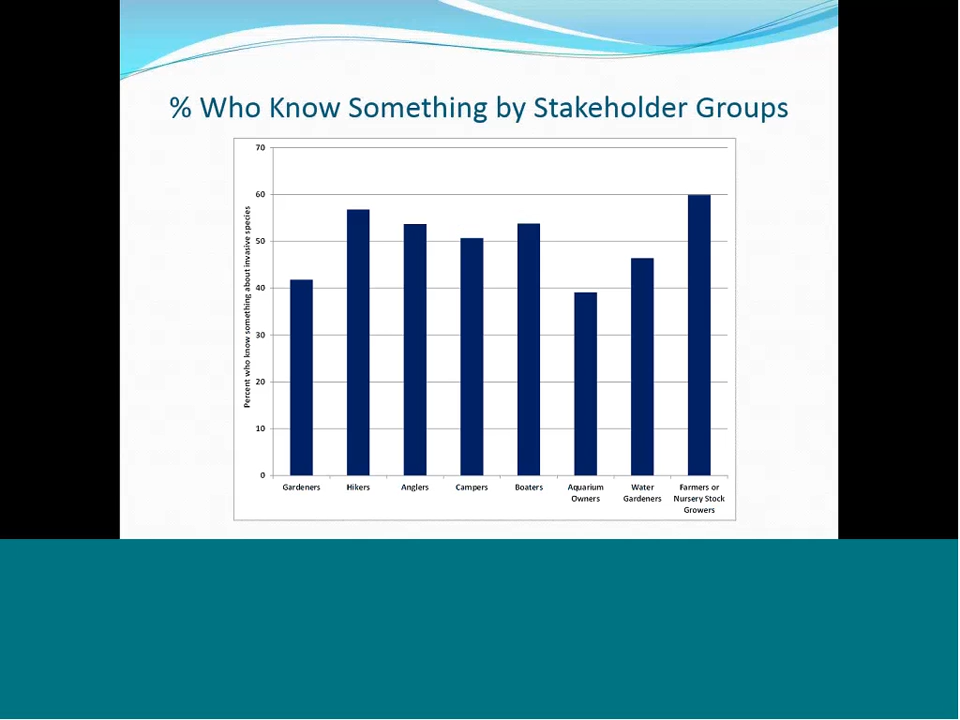 % Who Know Something by Stakeholder Groups
Percent who know something about invasive species
70
60
50
40
30
20
10
0
Gardeners
Hikers
Anglers
Campers
Boaters
Aquarium
Owners
Water
Gardeners
Farmers or
Nursery Stock
Growers